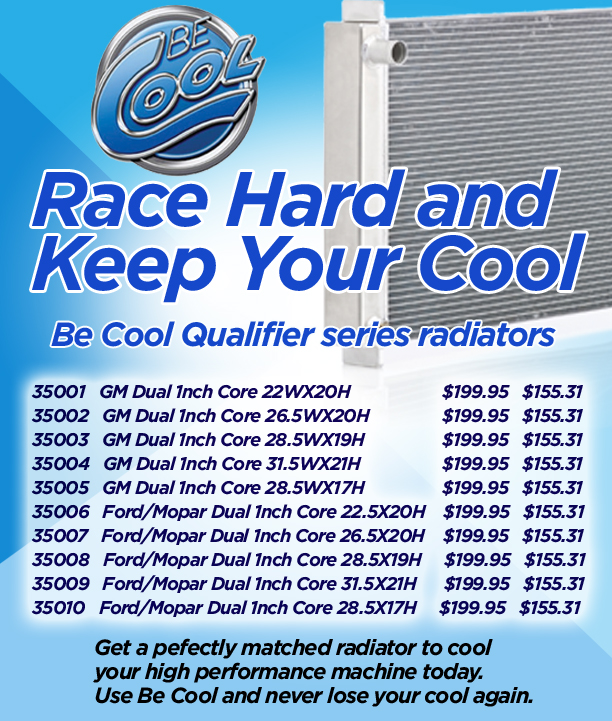 BE
COOL
Race Hard and
Keep Your Cool
Be Cool Qualifier series radiators
35001 GM Dual 1nch Core 22WX20H $199.95 $155.31
35002 GM Dual 1nch Core 26.5WX20H $199.95 $155.31
35003 GM Dual 1nch Core 28.5WX19H $199.95 $155.31
35004 GM Dual 1nch Core 31.5WX21H $199.95 $155.31
35005 GM Dual 1nch Core 28.5WX17H $199.95 $155.31
35006 Ford/Mopar Dual 1nch Core 22.5X20H $199.95 $155.31
35007 Ford/Mopar Dual 1nch Core 26.5X20H $199.95 $155.31
35008 Ford/Mopar Dual 1nch Core 28.5X19H $199.95 $155.31
35009 Ford/Mopar Dual 1nch Core 31.5X21H $199.95 $155.31
35010 Ford/Mopar Dual 1nch Core 28.5X17H $199.95 $155.31
Get a pefectly matched radiator to cool
your high performance machine today.
Use Be Cool and never lose your cool again.